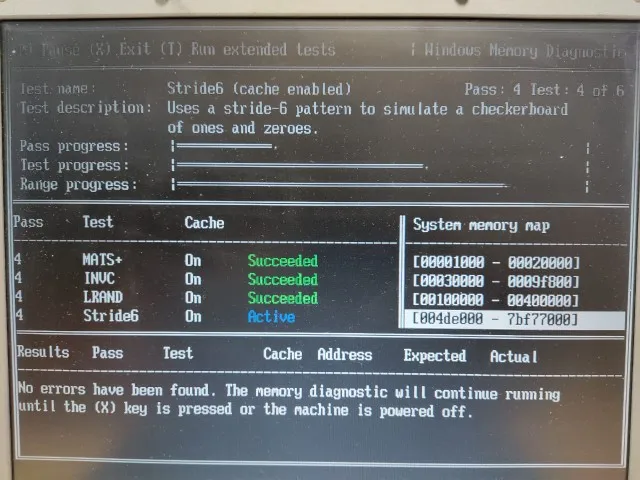 Pause (X) Exit (T) Run extended tests | Windows Memory Diagnostic
Test name: Stride6 (cache enabled) Pass: 4 Test: 4 of 6
Test description: Uses a stride-6 pattern to simulate a checkerboard
of ones and zeroes.
Pass progress:
Test progress:
Range progress:
Pass Test Cache System memory map
4 MATS+ On Succeeded [00001000 - 00020000]
4 INVC On Succeeded [00030000 - 0009f800]
4 LRAND On Succeeded [00100000 - 00400000]
4 Stride6 On Active [004de000 - 7bf77000]
Results Pass Test Cache Address Expected Actual
No errors have been found. The memory diagnostic will continue running
until the (X) key is pressed or the machine is powered off.